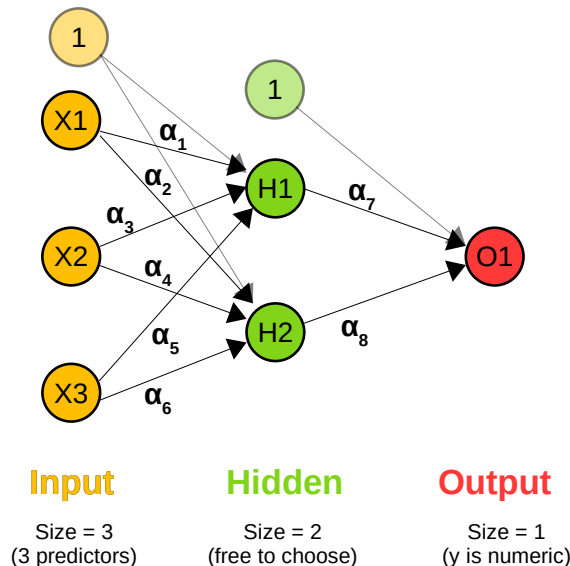 1
1
X1
α1
α2
H1
α7
α3
X2
O1
α4
α5
H2
α8
X3
α6
Input
Hidden
Output
Size = 3
(3 predictors)
Size = 2
(free to choose)
Size = 1
(y is numeric)